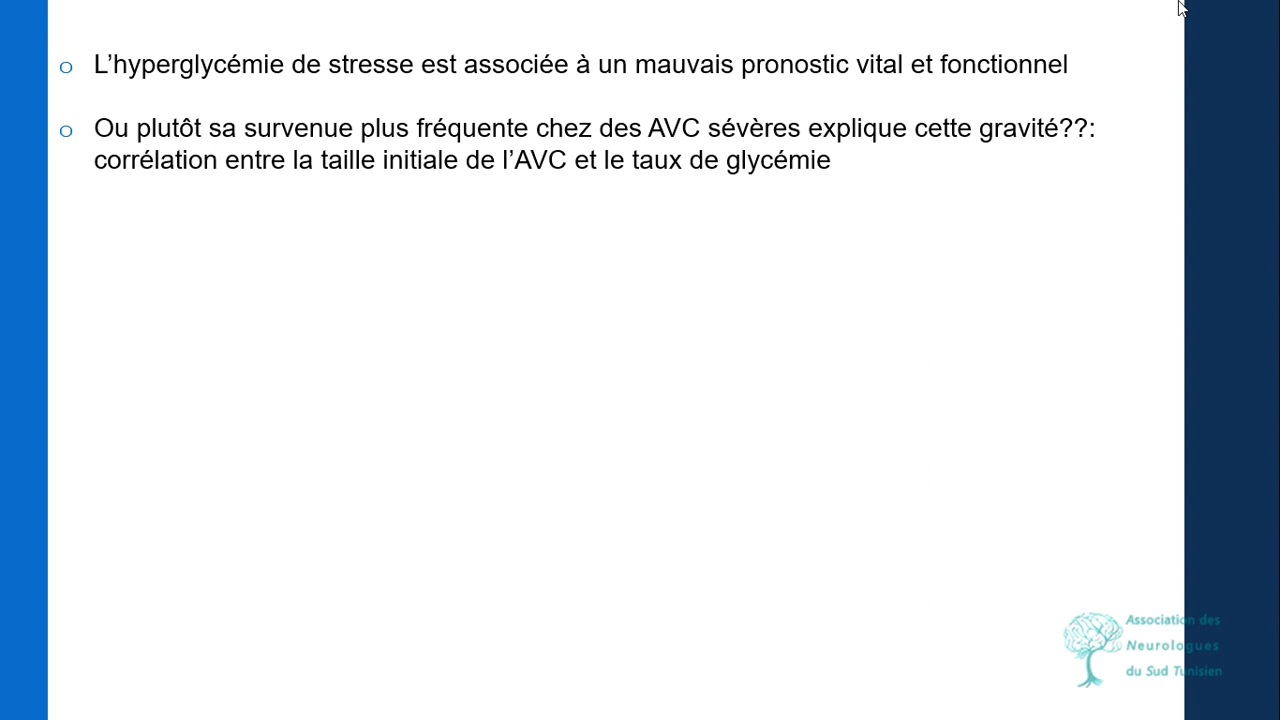 o L’hyperglycémie de stresse est associée à un mauvais pronostic vital et fonctionnel
o Ou plutôt sa survenue plus fréquente chez des AVC sévères explique cette gravité??:
corrélation entre la taille initiale de l’AVC et le taux de glycémie
Association des
Neurologues
du Sud Tunisien